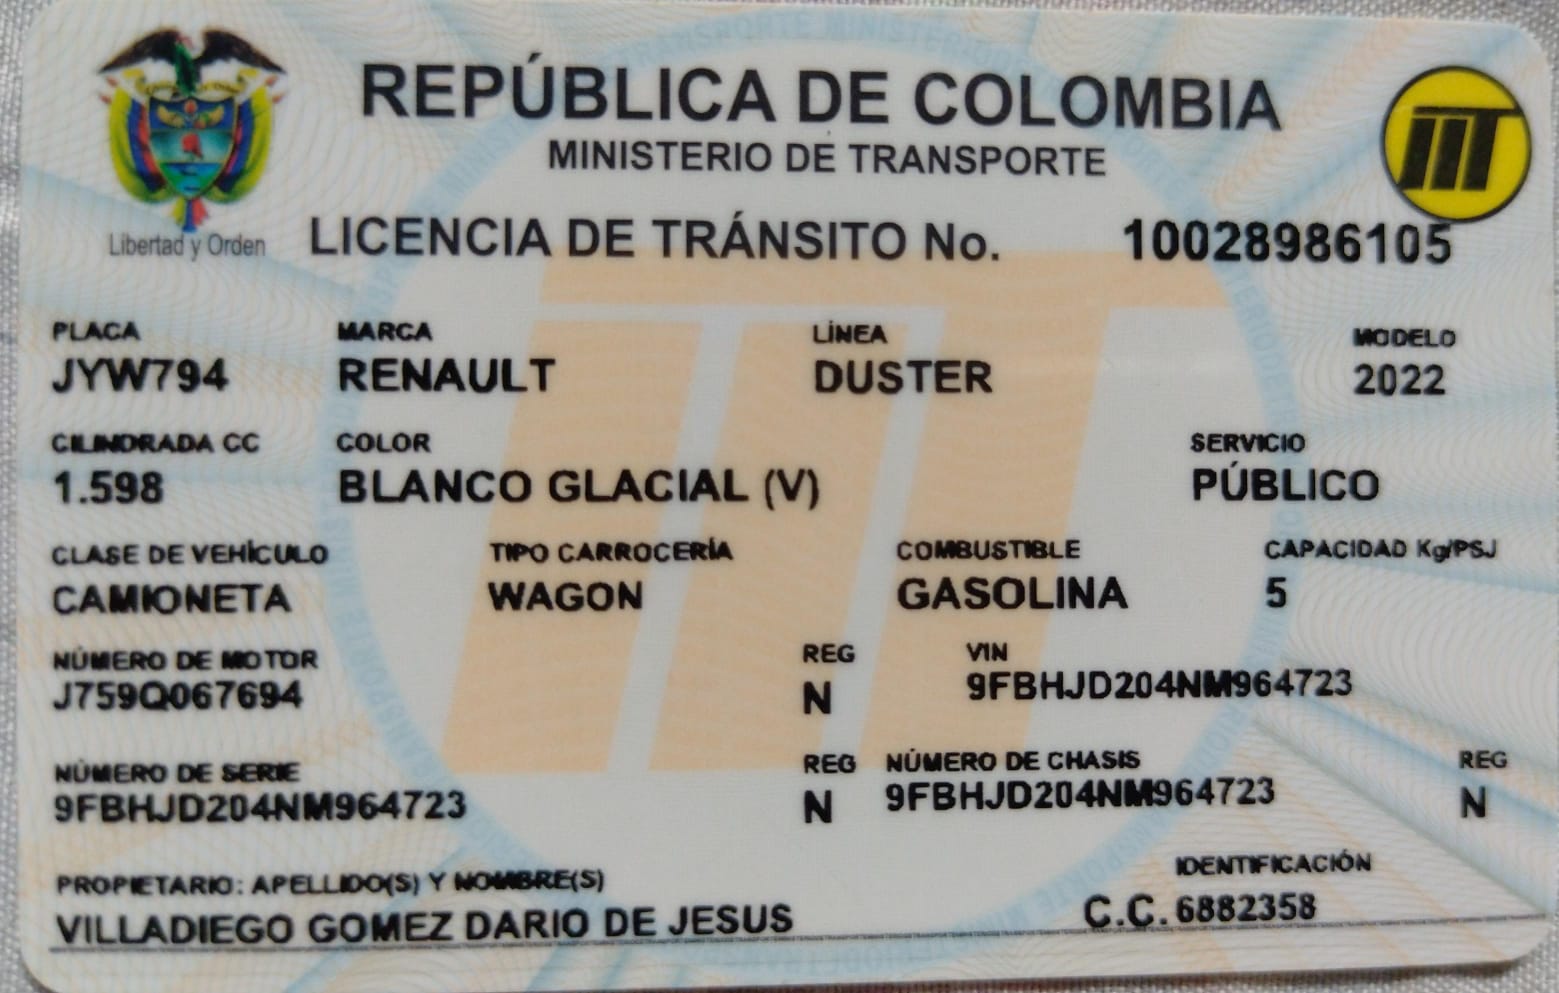 REPÚBLICA DE COLOMBIA
MINISTERIO DE TRANSPORTE
Libertad y Orden
LICENCIA DE TRÁNSITO No. 10028986105
PLACA MARCA LÍNEA MODELO
JYW794 RENAULT DUSTER 2022
CILINDRADA CC COLOR SERVICIO
1.598 BLANCO GLACIAL (V) PÚBLICO
CLASE DE VEHÍCULO TIPO CARROCERÍA COMBUSTIBLE CAPACIDAD Kg/PSJ
CAMIONETA WAGON GASOLINA 5
NÚMERO DE MOTOR REG VIN
J759Q067694 N 9FBHJD204NM964723
NÚMERO DE SERIE REG NÚMERO DE CHASIS REG
9FBHJD204NM964723 N 9FBHJD204NM964723 N
PROPIETARIO: APELLIDO(S) Y NOMBRE(S) IDENTIFICACIÓN
VILLADIEGO GOMEZ DARIO DE JESUS C.C. 6882358